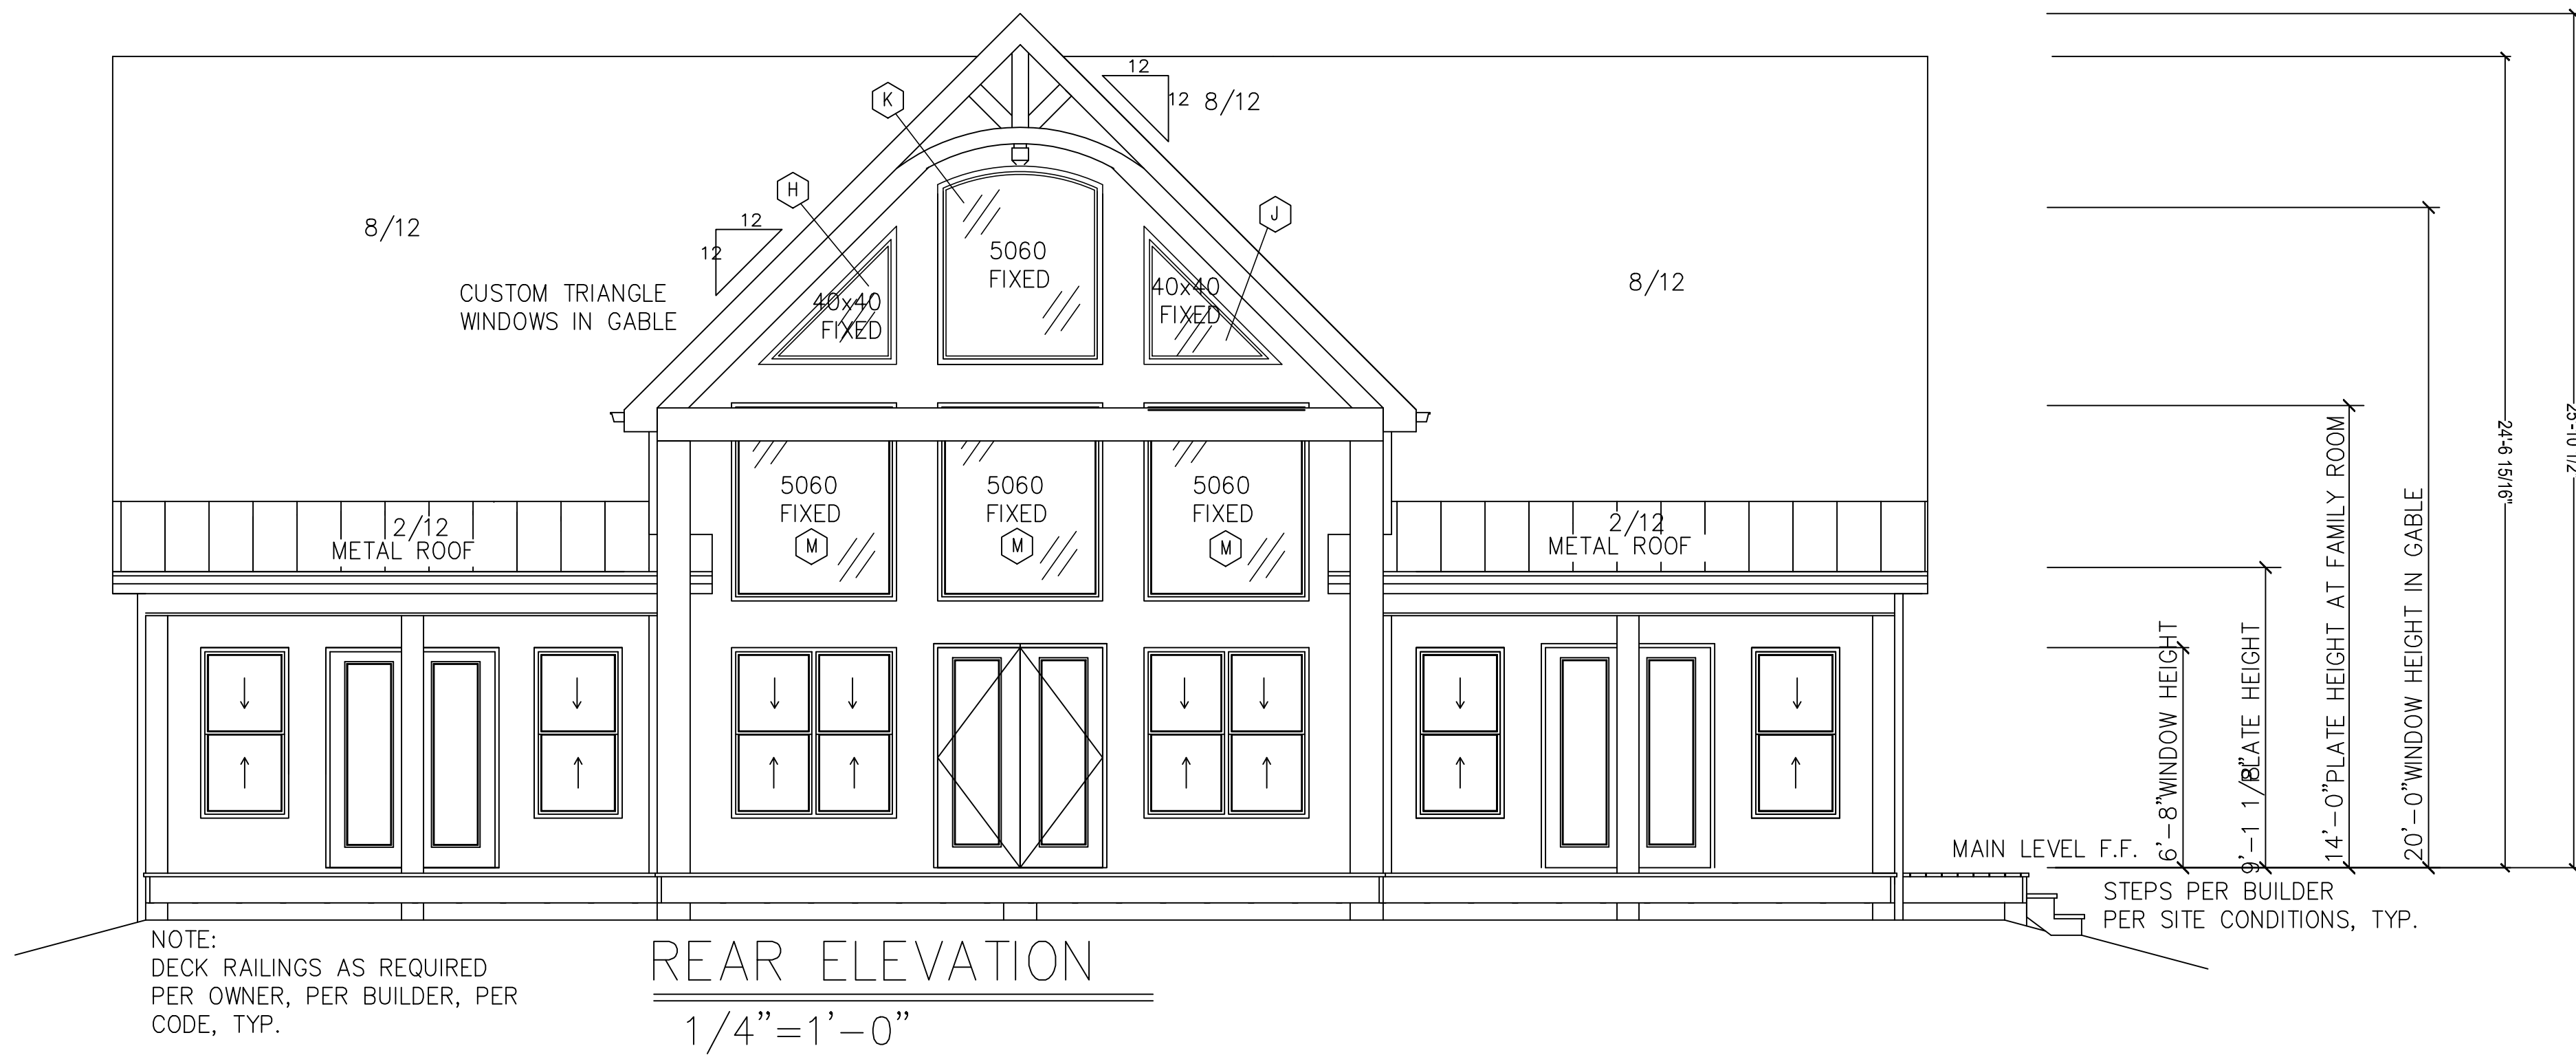 12
12
8/12
K
H
J
8/12
12
12
5060
FIXED
8/12
CUSTOM TRIANGLE
WINDOWS IN GABLE
40x40
FIXED
40x40
FIXED
5060
FIXED
M
5060
FIXED
M
5060
FIXED
M
2/12
METAL ROOF
2/12
METAL ROOF
6'-8" WINDOW HEIGHT
9'-1 1/8" PLATE HEIGHT
14'-0" PLATE HEIGHT AT FAMILY ROOM
20'-0" WINDOW HEIGHT IN GABLE
24'-6 15/16"
25'-10 1/2
MAIN LEVEL F.F.
STEPS PER BUILDER
PER SITE CONDITIONS, TYP.
NOTE:
DECK RAILINGS AS REQUIRED
PER OWNER, PER BUILDER, PER
CODE, TYP.
REAR ELEVATION
1/4"=1'-0"